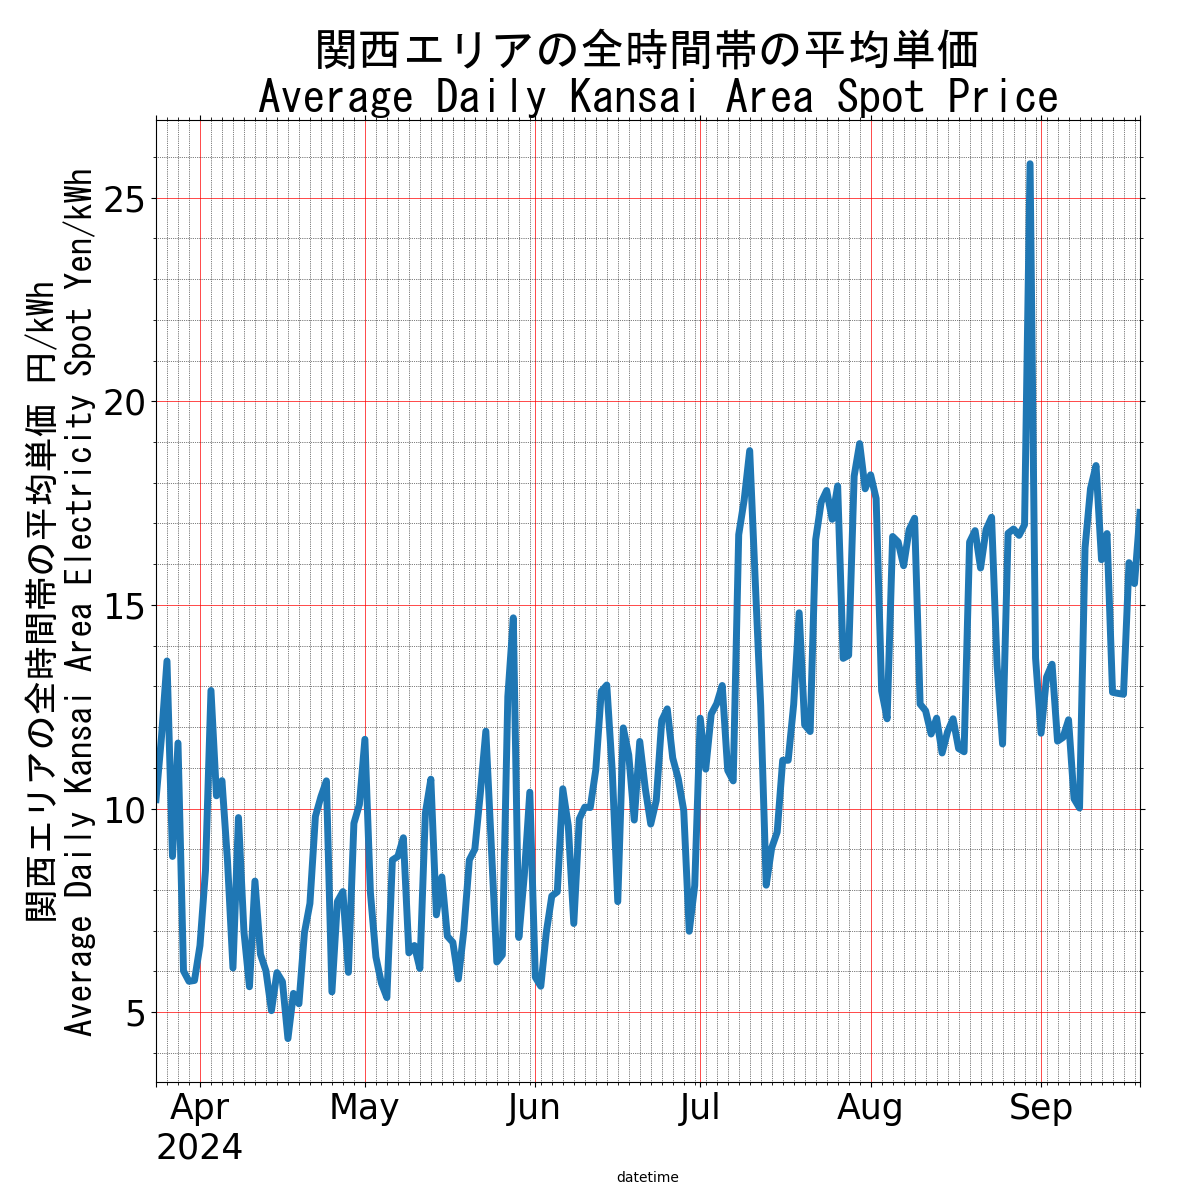 関西エリアの全時間帯の平均単価
Average Daily Kansai Area Spot Price
関西エリアの全時間帯の平均単価 円/kWh
Average Daily Kansai Area Electricity Spot Yen/kWh
25
20
15
10
5
Apr May Jun Jul Aug Sep
2024
datetime